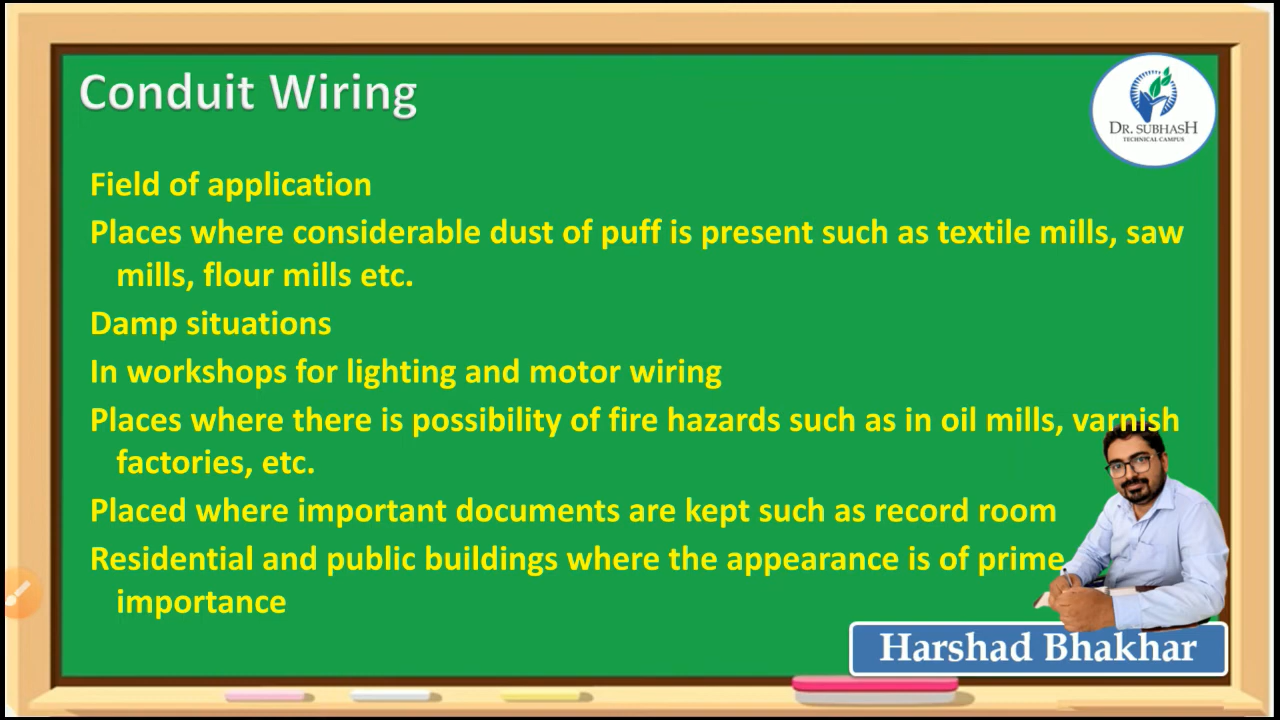 Conduit Wiring
DR. SUBHASH
TECHNICAL CAMPUS
Field of application
Places where considerable dust of puff is present such as textile mills, saw
mills, flour mills etc.
Damp situations
In workshops for lighting and motor wiring
Places where there is possibility of fire hazards such as in oil mills, varnish
factories, etc.
Placed where important documents are kept such as record room
Residential and public buildings where the appearance is of prime
importance
Harshad Bhakhar